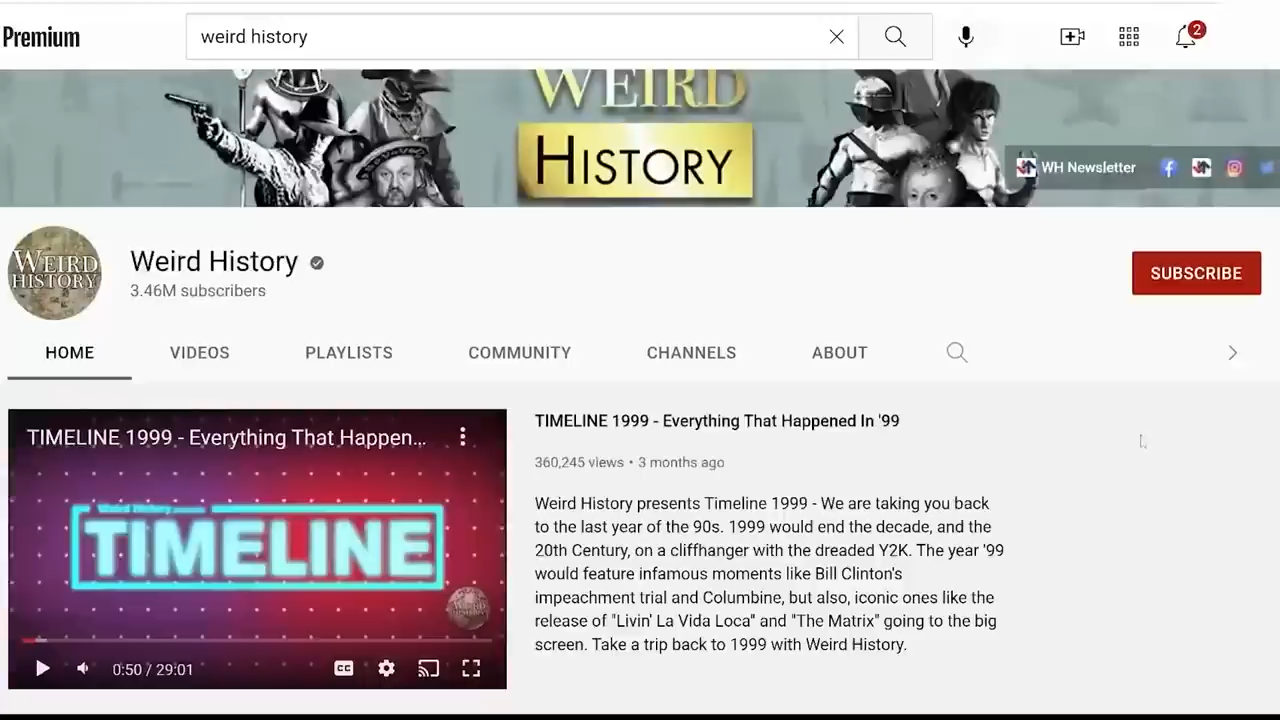 Premium
weird history
2
WEIRD
HISTORY
WH Newsletter
WEIRD
HISTORY
Weird History
3.46M subscribers
SUBSCRIBE
HOME
VIDEOS
PLAYLISTS
COMMUNITY
CHANNELS
ABOUT
TIMELINE 1999 - Everything That Happen...
Weird History
TIMELINE
WEIRD
HISTORY
CC
0:50 / 29:01
TIMELINE 1999 - Everything That Happened In '99
360,245 views • 3 months ago
Weird History presents Timeline 1999 - We are taking you back
to the last year of the 90s. 1999 would end the decade, and the
20th Century, on a cliffhanger with the dreaded Y2K. The year '99
would feature infamous moments like Bill Clinton's
impeachment trial and Columbine, but also, iconic ones like the
release of "Livin' La Vida Loca" and "The Matrix" going to the big
screen. Take a trip back to 1999 with Weird History.